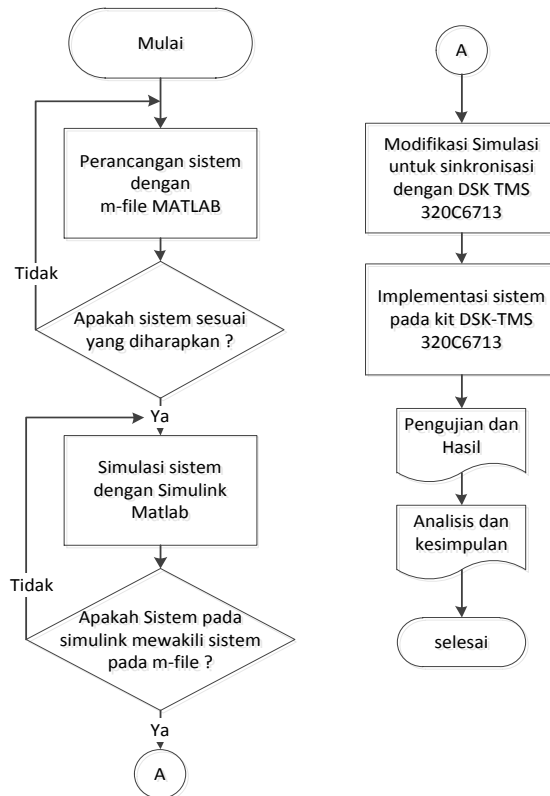 Mulai
Perancangan sistem
dengan
m-file MATLAB
Tidak
Apakah sistem sesuai
yang diharapkan ?
Ya
Simulasi sistem
dengan Simulink
Matlab
Tidak
Apakah Sistem pada
simulink mewakili sistem
pada m-file ?
Ya
A
A
Modifikasi Simulasi
untuk sinkronisasi
dengan DSK TMS
320C6713
Implementasi sistem
pada kit DSK-TMS
320C6713
Pengujian dan
Hasil
Analisis dan
kesimpulan
selesai